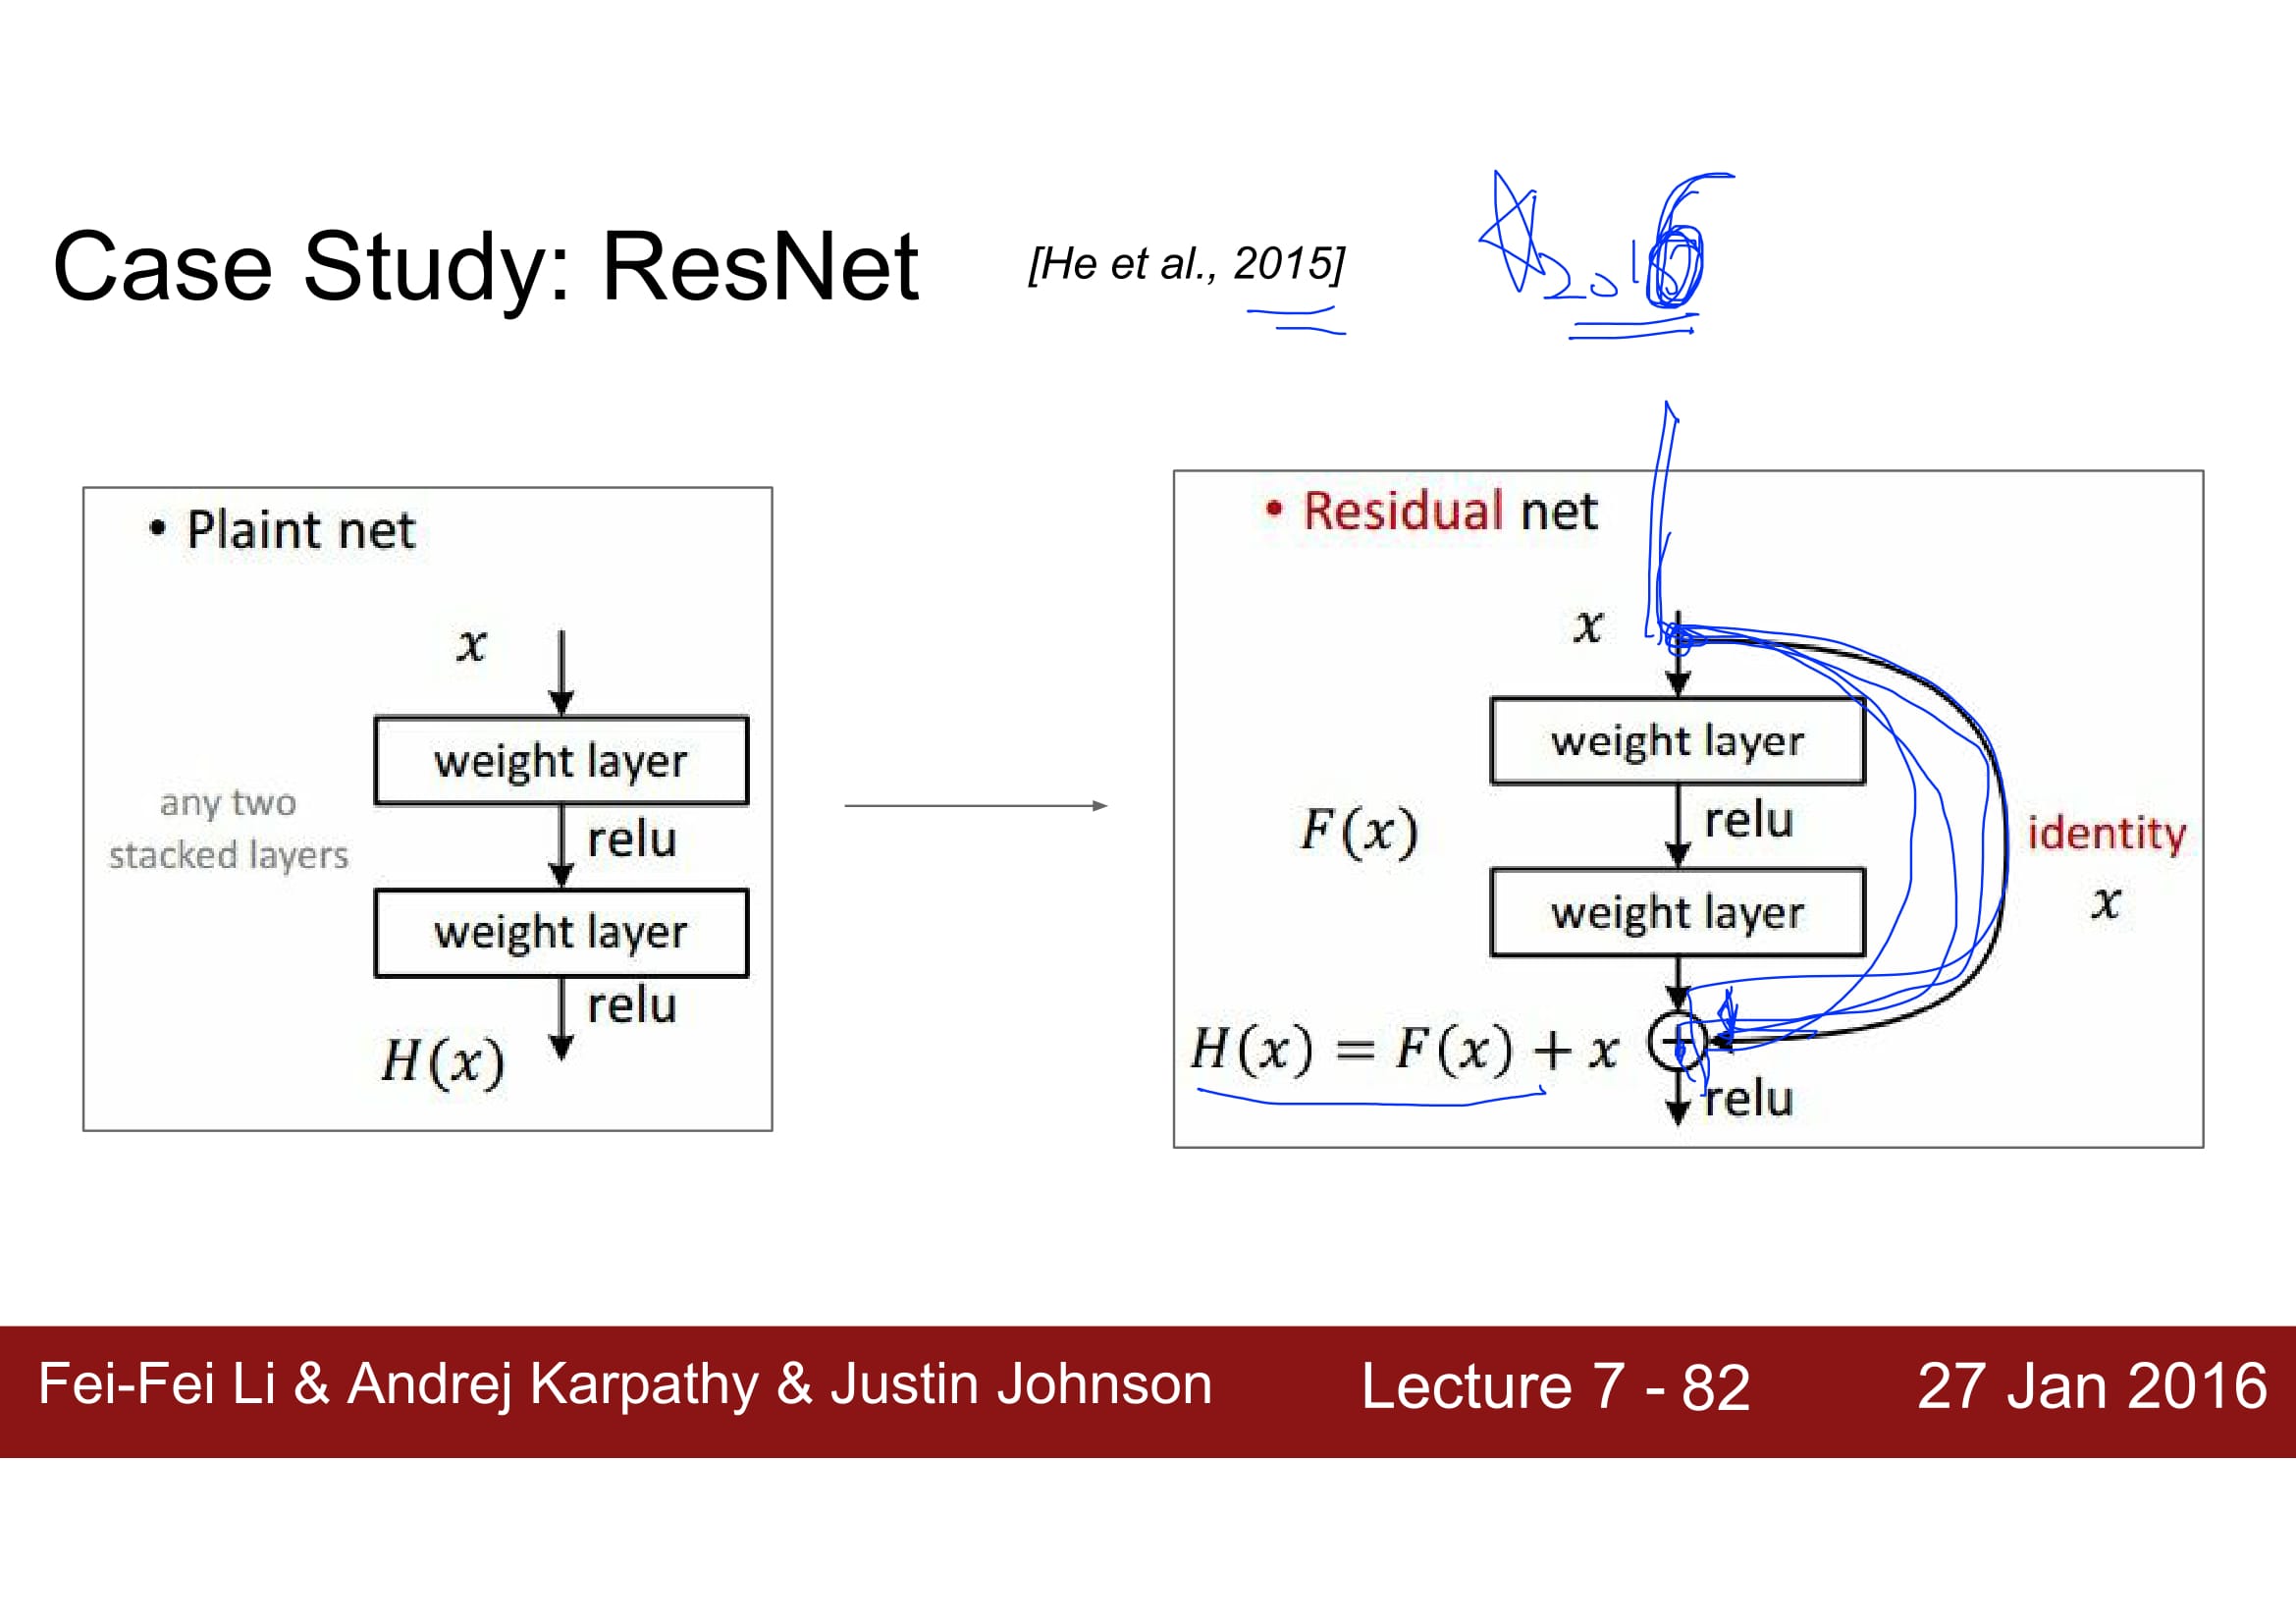 Case Study: ResNet
[He et al., 2015]
2016
• Plaint net
x
weight layer
any two
stacked layers
relu
weight layer
relu
H(x)
• Residual net
x
weight layer
F(x)
relu
identity
x
weight layer
H(x) = F(x) + x
relu
Fei-Fei Li & Andrej Karpathy & Justin Johnson
Lecture 7 - 82
27 Jan 2016